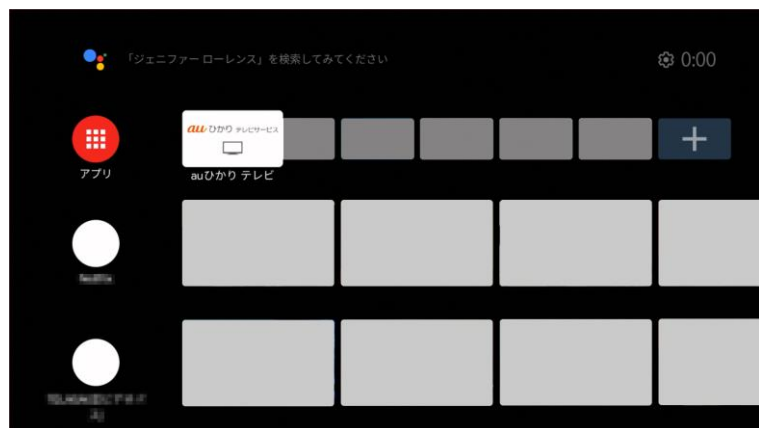 「ジェニファー ローレンス」を検索してみてください
0:00
au ひかり テレビサービス
アプリ
auひかり テレビ